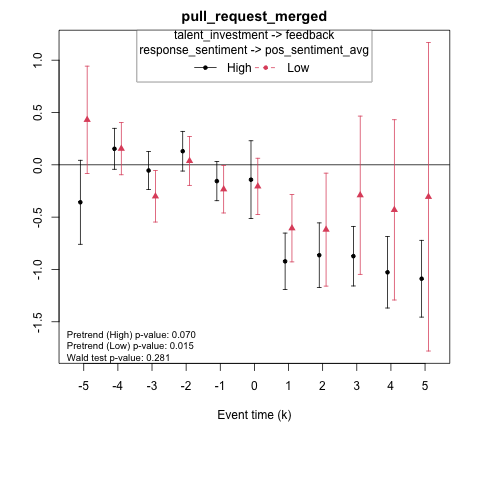 pull_request_merged
talent_investment -> feedback
response_sentiment -> pos_sentiment_avg
High Low
1.0
0.5
0.0
-0.5
-1.0
-1.5
Pretrend (High) p-value: 0.070
Pretrend (Low) p-value: 0.015
Wald test p-value: 0.281
-5 -4 -3 -2 -1 0 1 2 3 4 5
Event time (k)